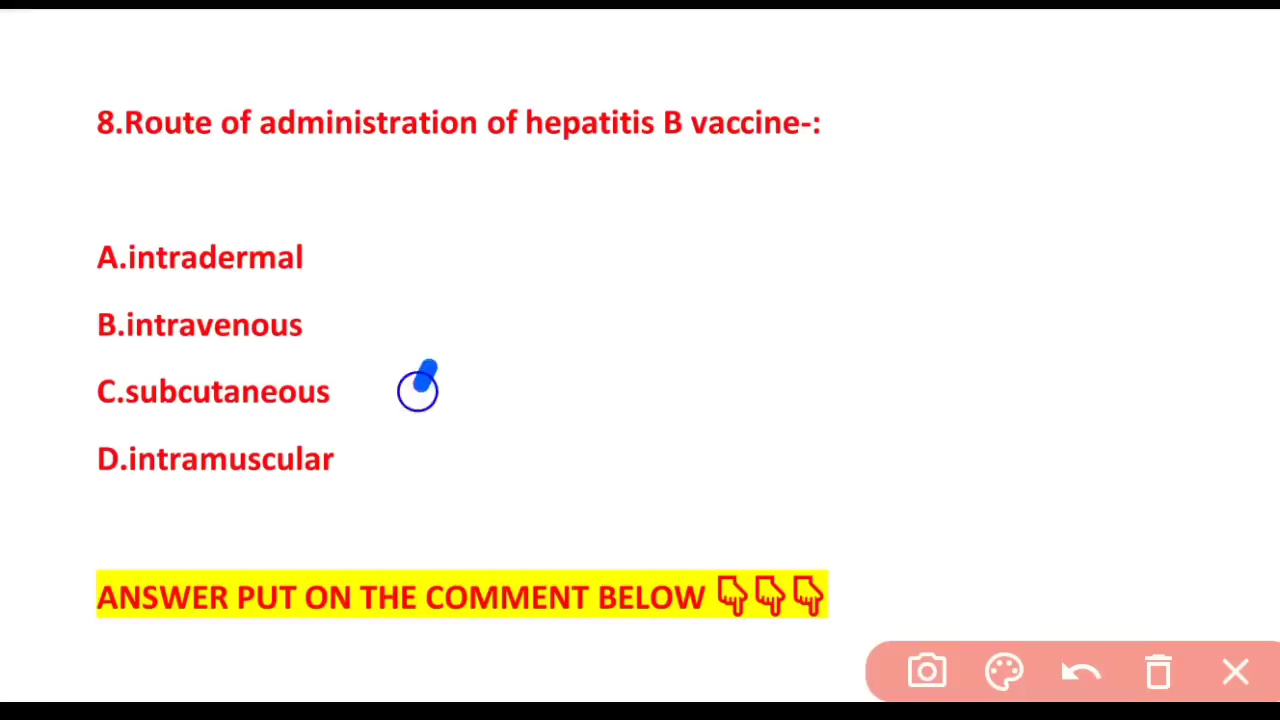 8.Route of administration of hepatitis B vaccine-:
A.intradermal
B.intravenous
C.subcutaneous
D.intramuscular
ANSWER PUT ON THE COMMENT BELOW 👇👇👇